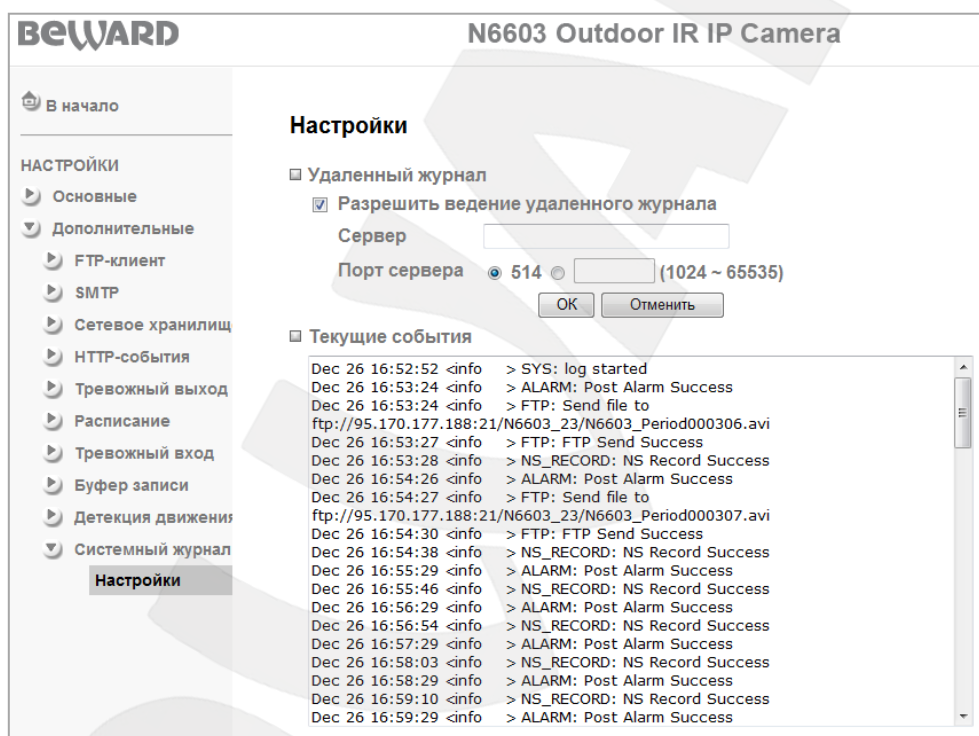 BEWARD
N6603 Outdoor IR IP Camera
В начало
НАСТРОЙКИ
Основные
Дополнительные
FTP-клиент
SMTP
Сетевое хранилищ
HTTP-события
Тревожный выход
Расписание
Тревожный вход
Буфер записи
Детекция движения
Системный журнал
Настройки
Настройки
Удаленный журнал
Разрешить ведение удаленного журнала
Сервер
Порт сервера 514 (1024 ~ 65535)
OK Отменить
Текущие события
Dec 26 16:52:52 <info > SYS: log started
Dec 26 16:53:24 <info > ALARM: Post Alarm Success
Dec 26 16:53:24 <info > FTP: Send file to
ftp://95.170.177.188:21/N6603_23/N6603_Period000306.avi
Dec 26 16:53:27 <info > FTP: FTP Send Success
Dec 26 16:53:28 <info > NS_RECORD: NS Record Success
Dec 26 16:54:26 <info > ALARM: Post Alarm Success
Dec 26 16:54:27 <info > FTP: Send file to
ftp://95.170.177.188:21/N6603_23/N6603_Period000307.avi
Dec 26 16:54:30 <info > FTP: FTP Send Success
Dec 26 16:54:38 <info > NS_RECORD: NS Record Success
Dec 26 16:55:29 <info > ALARM: Post Alarm Success
Dec 26 16:55:46 <info > NS_RECORD: NS Record Success
Dec 26 16:56:29 <info > ALARM: Post Alarm Success
Dec 26 16:56:54 <info > NS_RECORD: NS Record Success
Dec 26 16:57:29 <info > ALARM: Post Alarm Success
Dec 26 16:58:03 <info > NS_RECORD: NS Record Success
Dec 26 16:58:29 <info > ALARM: Post Alarm Success
Dec 26 16:59:10 <info > NS_RECORD: NS Record Success
Dec 26 16:59:29 <info > ALARM: Post Alarm Success